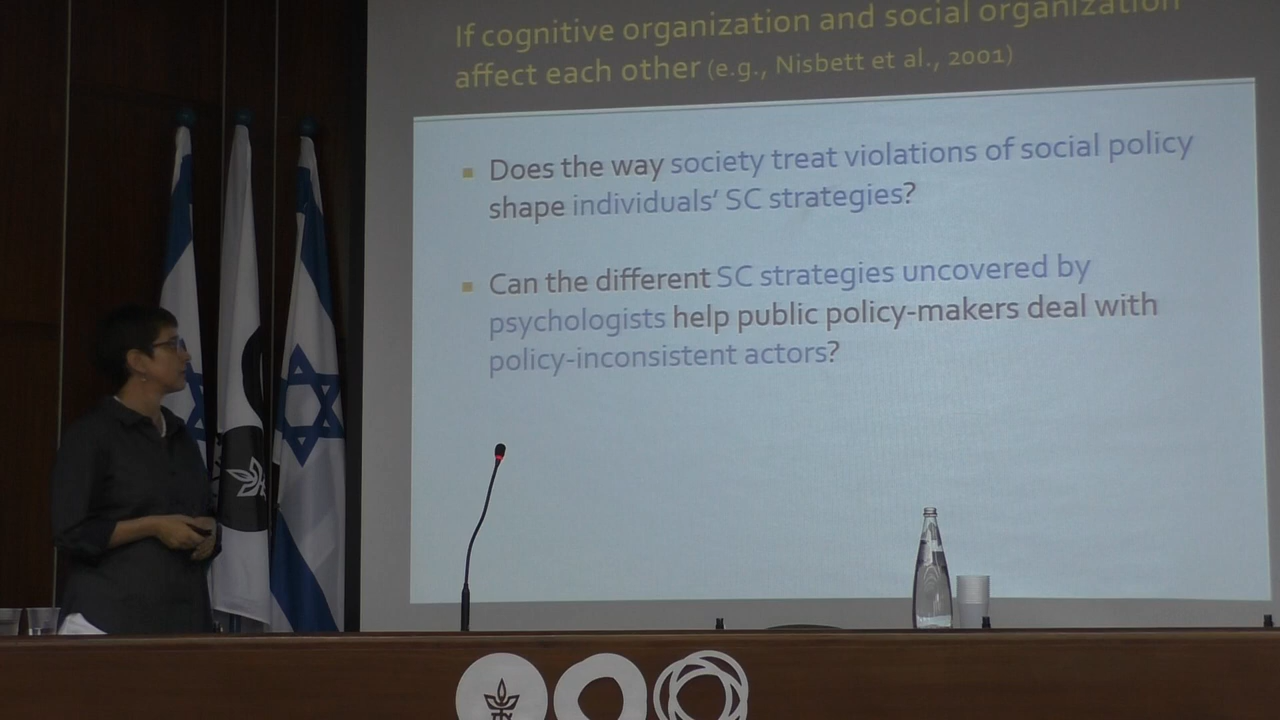 If cognitive organization and social organization
affect each other (e.g., Nisbett et al., 2001)
Does the way society treat violations of social policy
shape individuals' SC strategies?
Can the different SC strategies uncovered by
psychologists help public policy-makers deal with
policy-inconsistent actors?